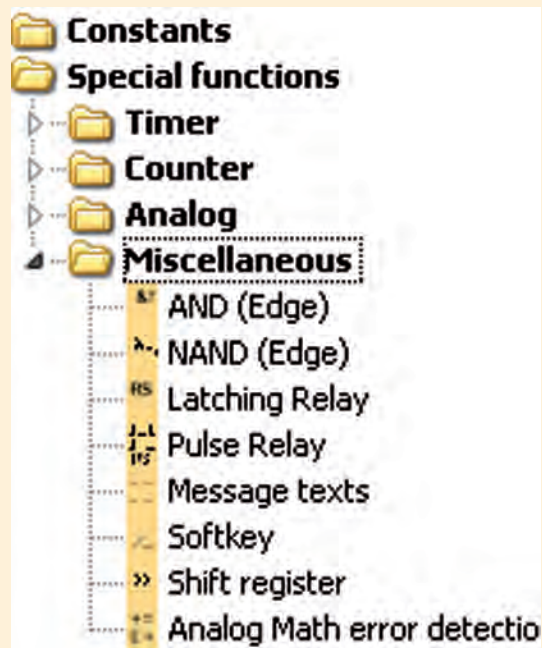 Constants
Special functions
Timer
Counter
Analog
Miscellaneous
AND (Edge)
NAND (Edge)
RS Latching Relay
Pulse Relay
Message texts
Softkey
>> Shift register
Analog Math error detectio